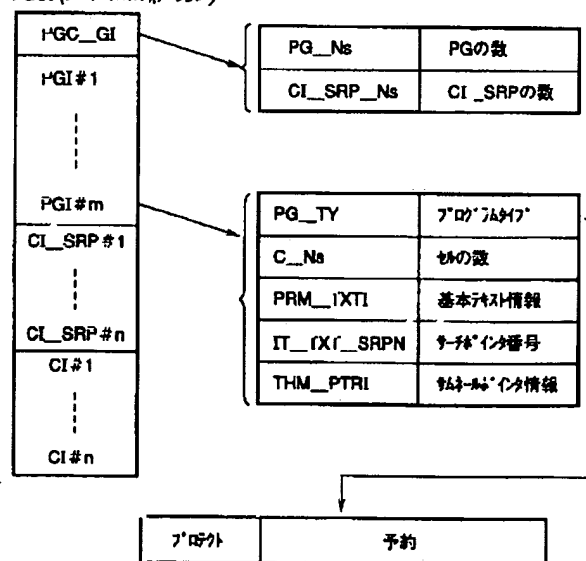 PGC_GI
PGI#1
PGI#m
CI_SRP#1
CI_SRP#n
CI#1
CI#n
PG_Ns PGの数
CI_SRP_Ns CI_SRPの数
PG_TY プログラムタイプ
C_Ns セルの数
PRM_TXTI 基本テキスト情報
IT_TXT_SRPN サーチポインタ番号
THM_PTRI サムネールポインタ情報
プロテクト 予約